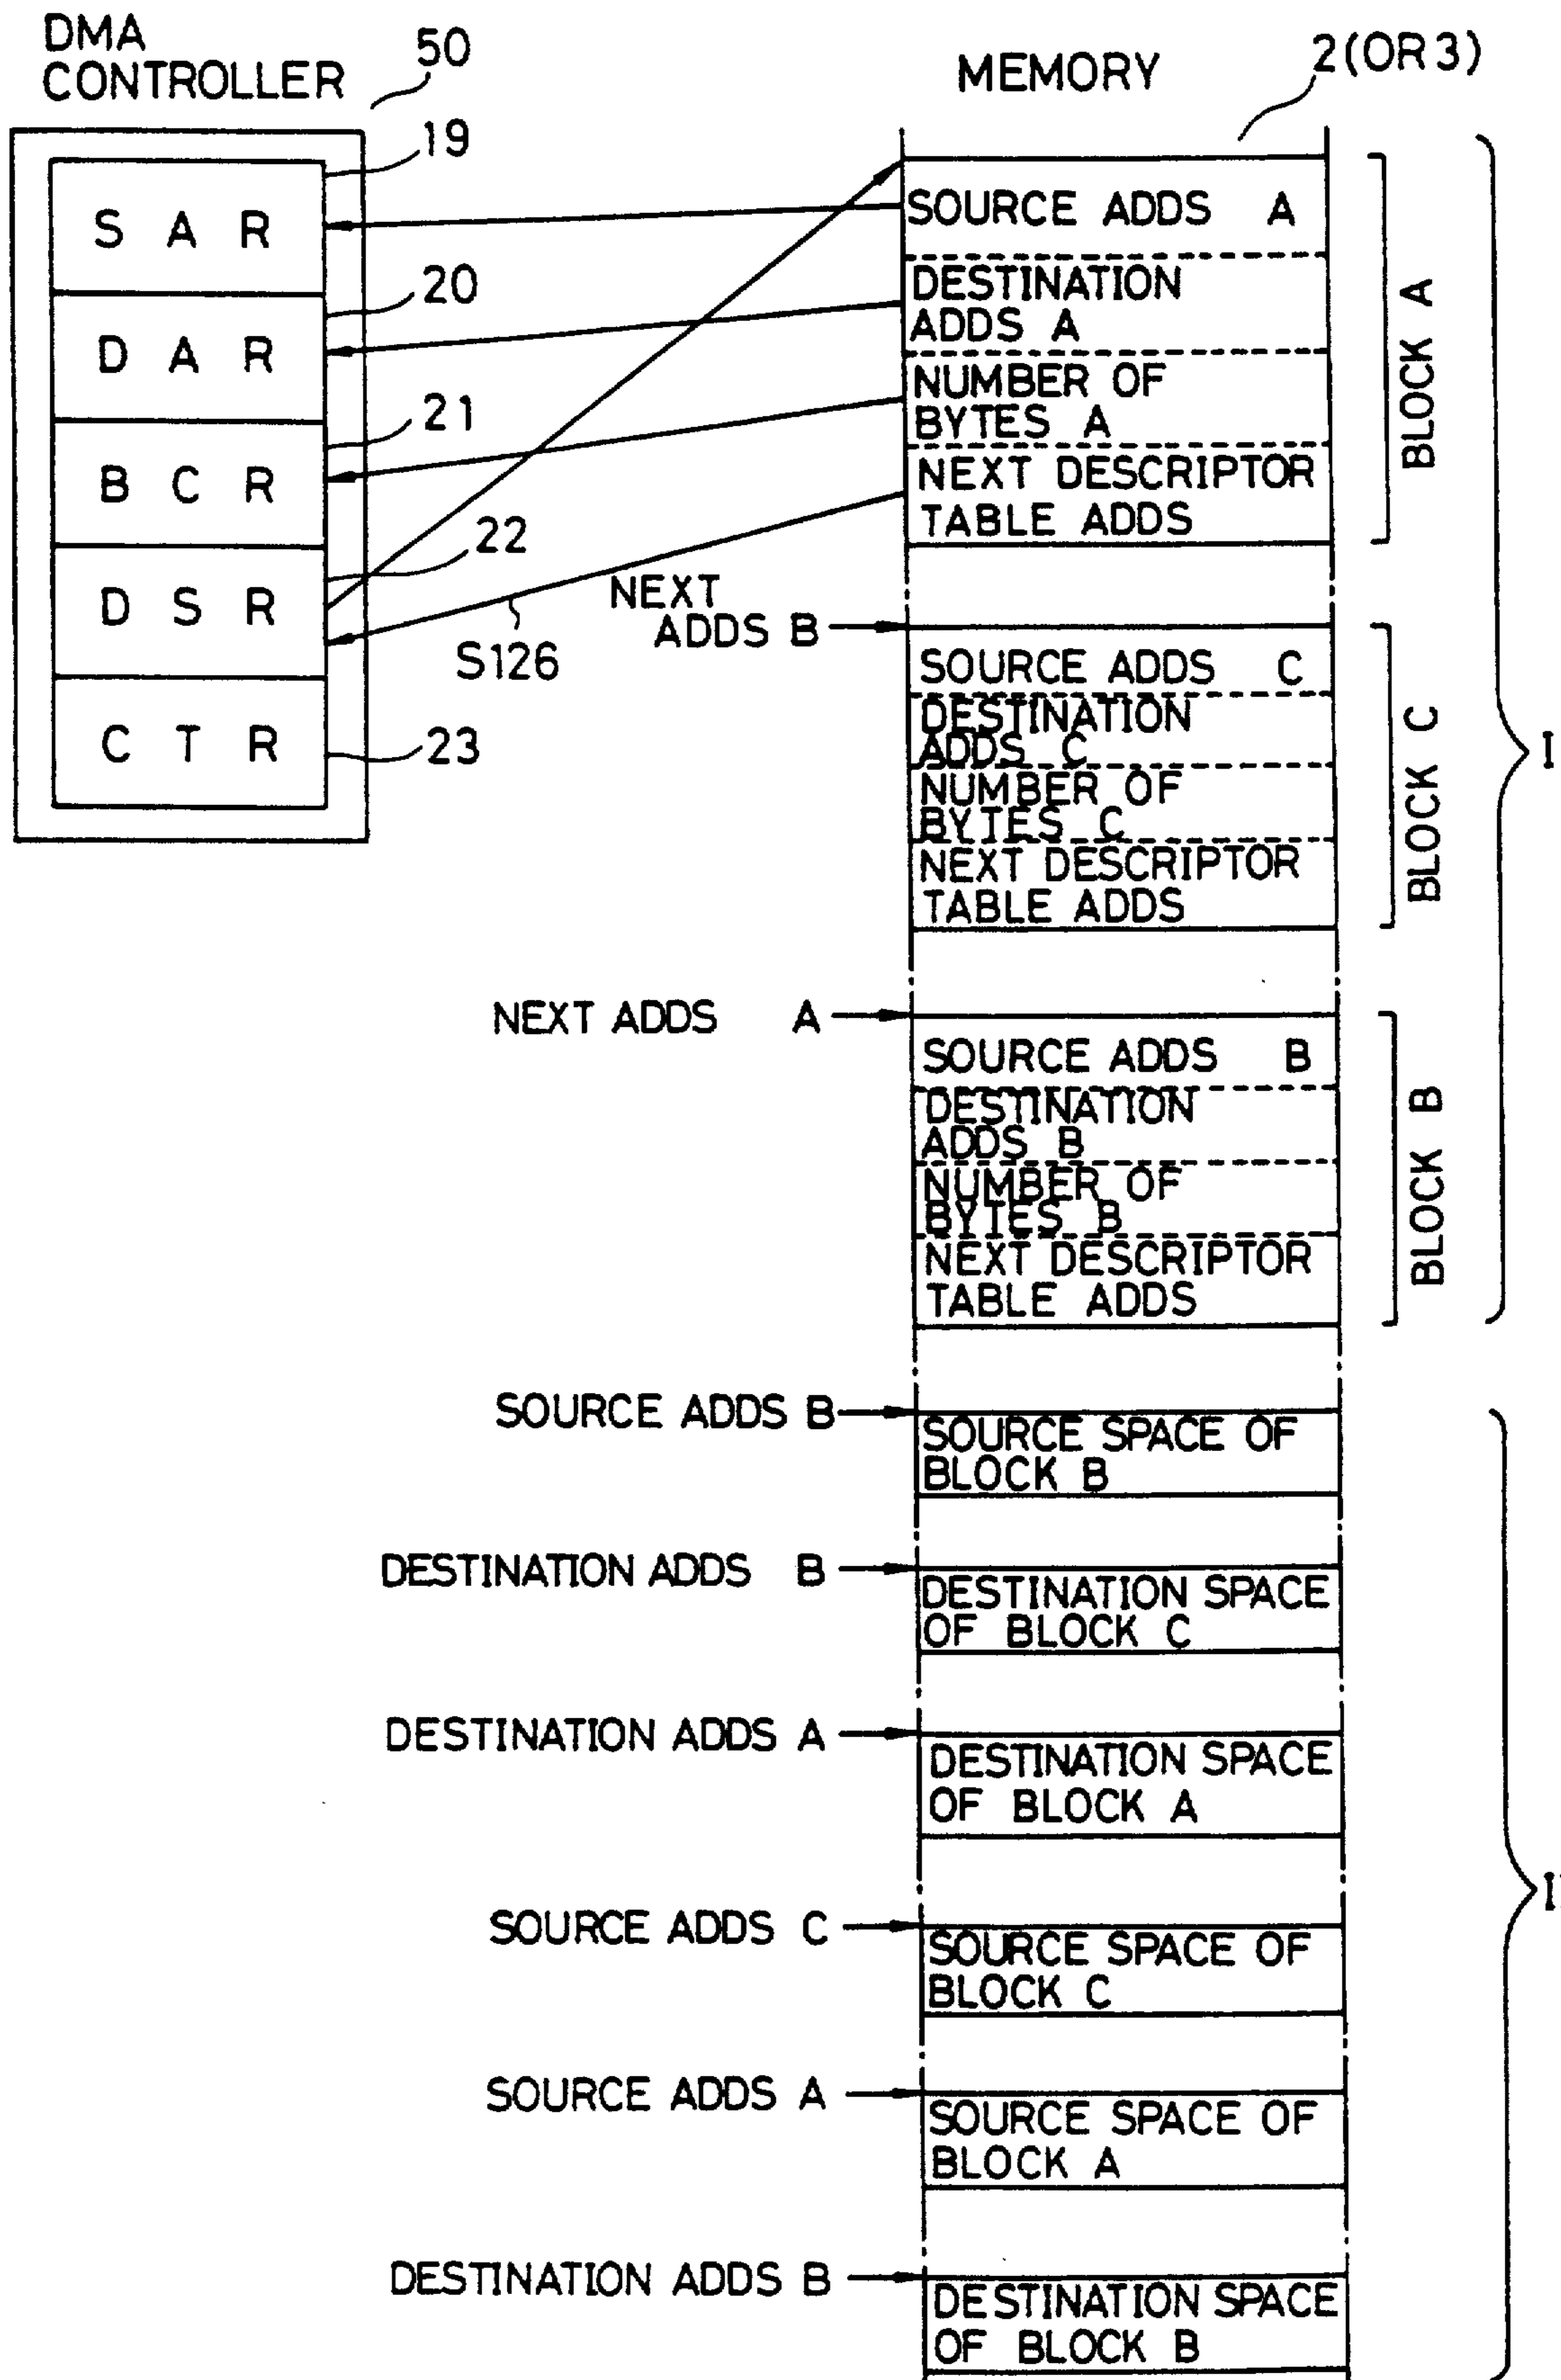 DMA
CONTROLLER
50
MEMORY
2(OR3)
19
S A R
20
D A R
21
B C R
22
D S R
C T R
23
S126
SOURCE ADDS A
DESTINATION
ADDS A
NUMBER OF
BYTES A
NEXT DESCRIPTOR
TABLE ADDS
BLOCK A
NEXT
ADDS B
SOURCE ADDS C
DESTINATION
ADDS C
NUMBER OF
BYTES C
NEXT DESCRIPTOR
TABLE ADDS
BLOCK C
I
NEXT ADDS A
SOURCE ADDS B
DESTINATION
ADDS B
NUMBER OF
BYTES B
NEXT DESCRIPTOR
TABLE ADDS
BLOCK B
SOURCE ADDS B
SOURCE SPACE OF
BLOCK B
DESTINATION ADDS B
DESTINATION SPACE
OF BLOCK C
DESTINATION ADDS A
DESTINATION SPACE
OF BLOCK A
SOURCE ADDS C
SOURCE SPACE OF
BLOCK C
SOURCE ADDS A
SOURCE SPACE OF
BLOCK A
DESTINATION ADDS B
DESTINATION SPACE
OF BLOCK B